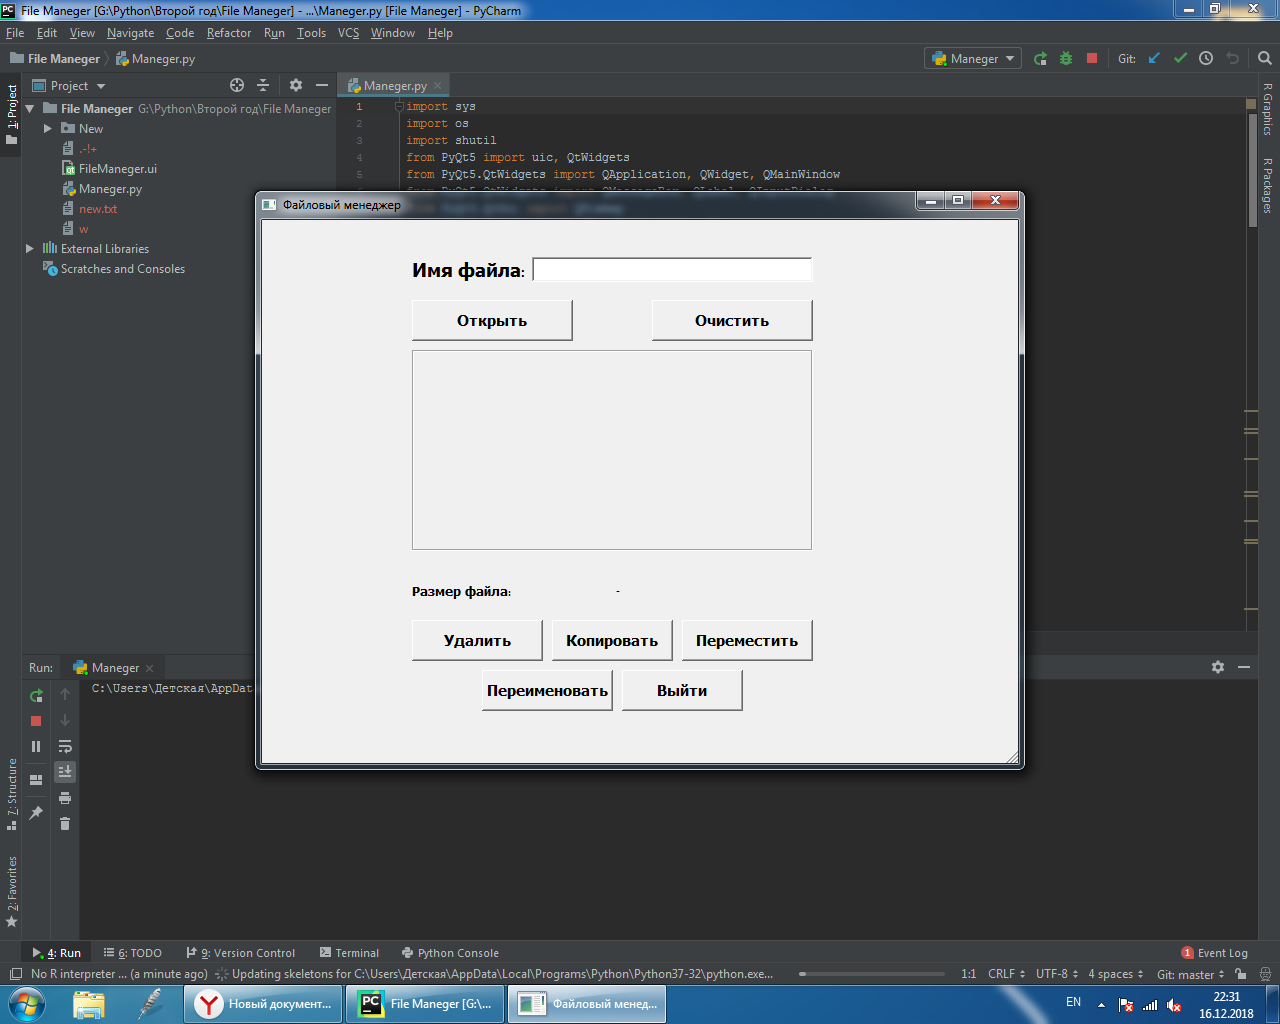 File Maneger [G:\Python\Второй год\File Maneger] - ...\Maneger.py [File Maneger] - PyCharm
File Edit View Navigate Code Refactor Run Tools VCS Window Help
File Maneger Maneger.py Maneger Git:
Project Maneger.py
1: Project
R Graphics
R Packages
File Maneger G:\Python\Второй год\File Maneger
New
.-!+
FileManeger.ui
Maneger.py
new.txt
w
External Libraries
Scratches and Consoles
1 import sys
2 import os
3 import shutil
4 from PyQt5 import uic, QtWidgets
5 from PyQt5.QtWidgets import QApplication, QWidget, QMainWindow
Файловый менеджер
Имя файла:
Открыть Очистить
Размер файла: -
Удалить Копировать Переместить
Переименовать Выйти
Run: Maneger
C:\Users\Детская\AppDat
7: Structure
2: Favorites
4: Run 6: TODO 9: Version Control Terminal Python Console 1 Event Log
No R interpreter ... (a minute ago) Updating skeletons for C:\Users\Детская\AppData\Local\Programs\Python\Python37-32\python.exe... 1:1 CRLF UTF-8 4 spaces Git: master
Новый документ... File Maneger [G:\... Файловый менед... EN 22:31
16.12.2018